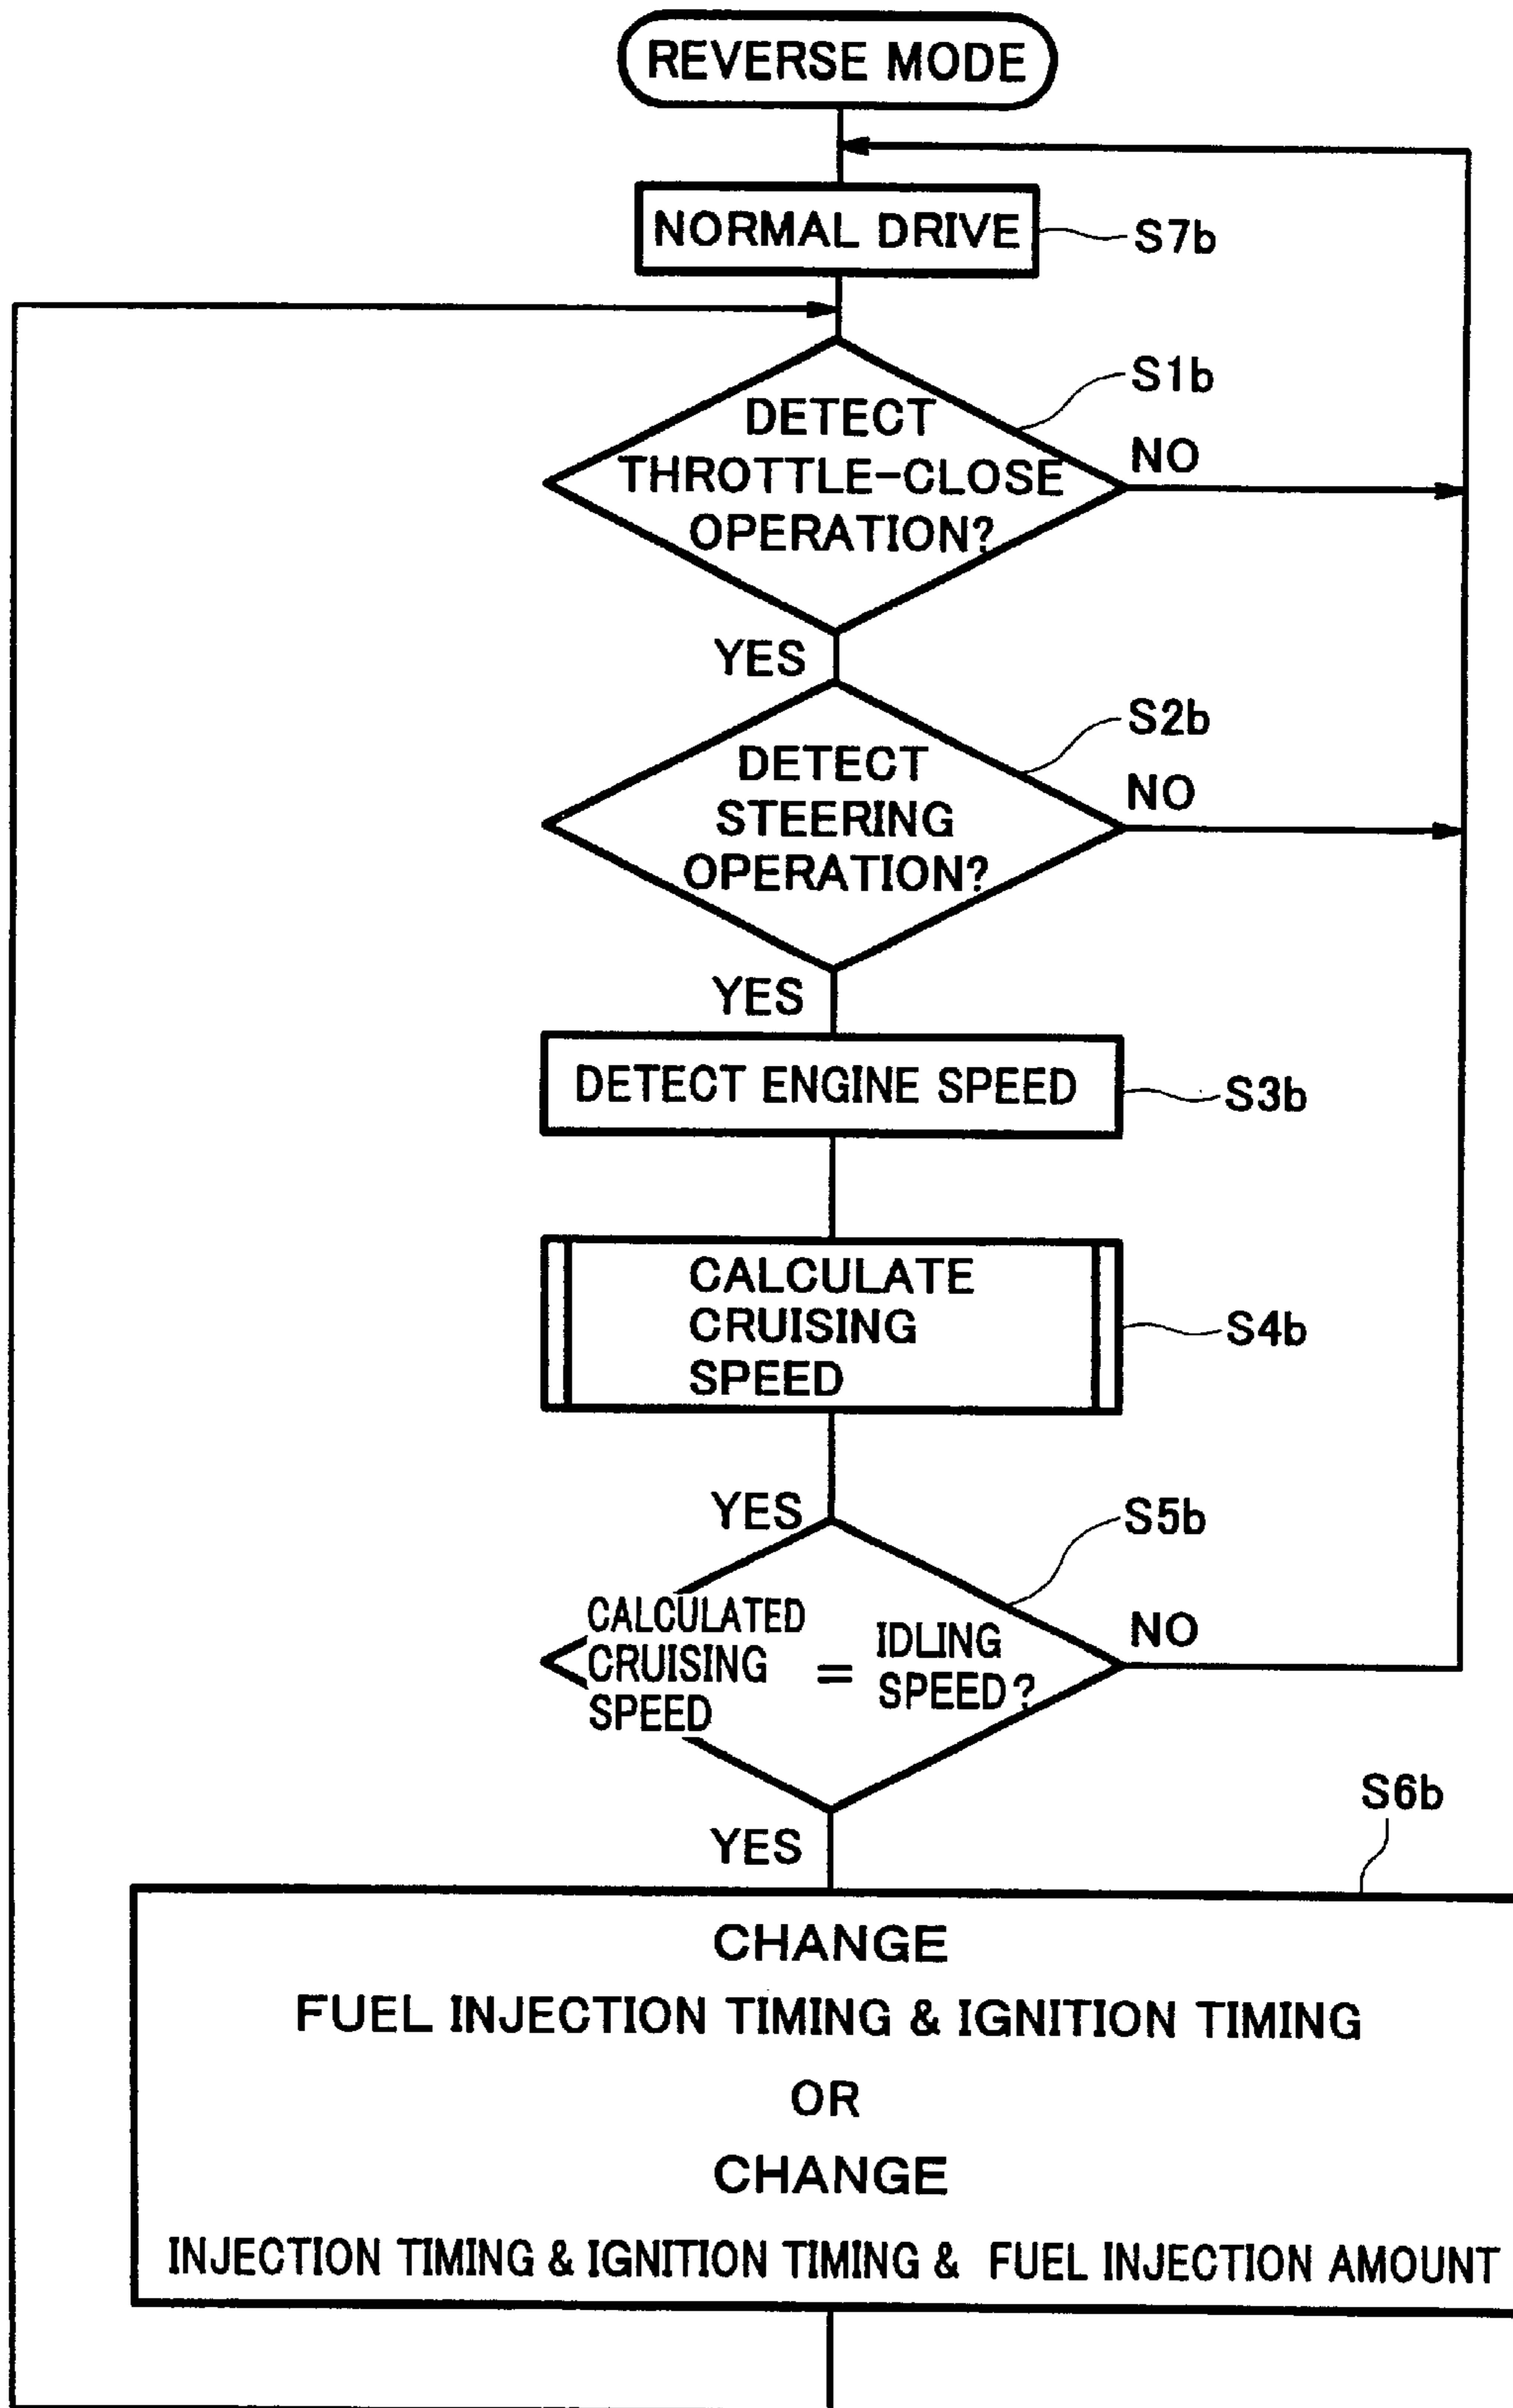 REVERSE MODE
NORMAL DRIVE
S7b
S1b
DETECT
THROTTLE-CLOSE
OPERATION?
NO
YES
S2b
DETECT
STEERING
OPERATION?
NO
YES
DETECT ENGINE SPEED
S3b
CALCULATE
CRUISING
SPEED
S4b
YES
S5b
CALCULATED
CRUISING
SPEED
=
IDLING
SPEED?
NO
YES
S6b
CHANGE
FUEL INJECTION TIMING & IGNITION TIMING
OR
CHANGE
INJECTION TIMING & IGNITION TIMING & FUEL INJECTION AMOUNT